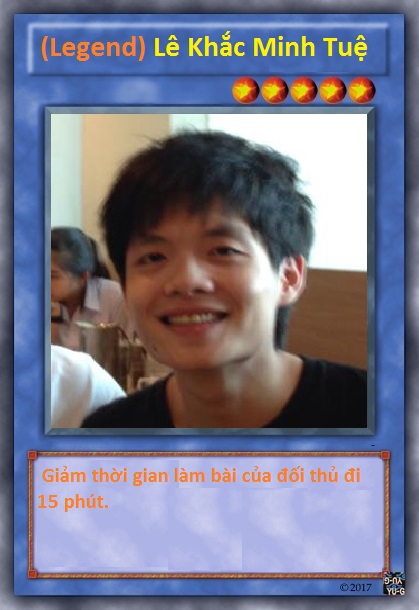 (Legend) Lê Khắc Minh Tuệ
Giảm thời gian làm bài của đối thủ đi
15 phút.
©2017